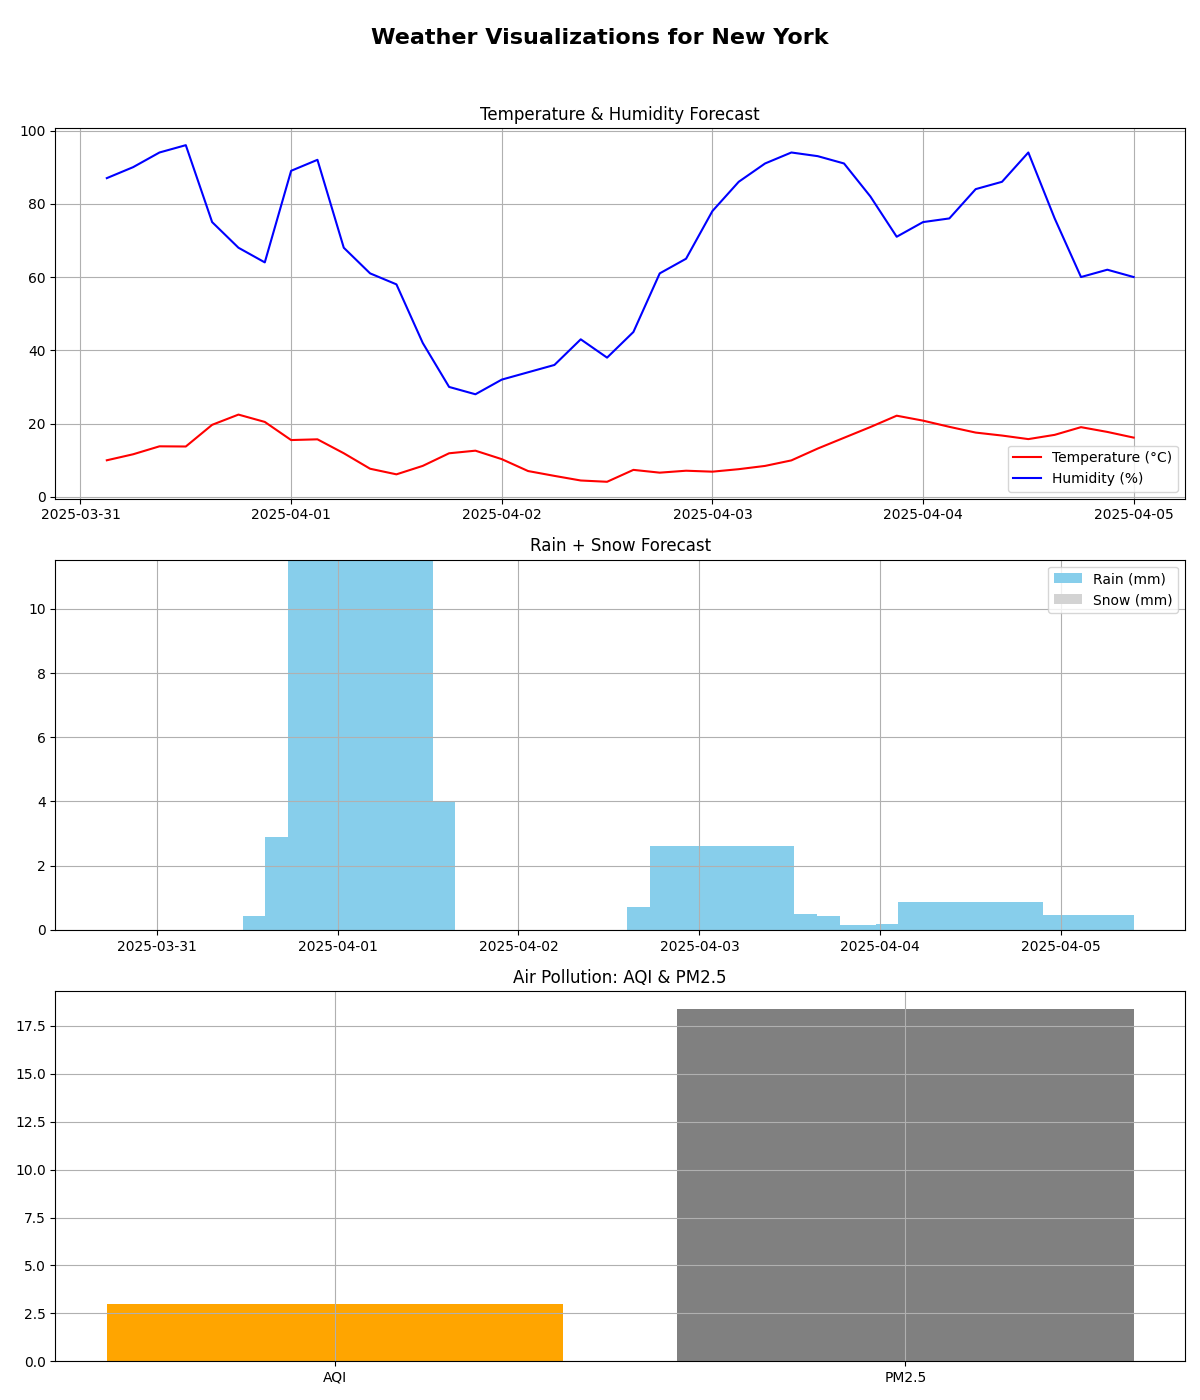 Weather Visualizations for New York
Temperature & Humidity Forecast
100
80
60
40
20
0
Temperature (°C)
Humidity (%)
2025-03-31 2025-04-01 2025-04-02 2025-04-03 2025-04-04 2025-04-05
Rain + Snow Forecast
Rain (mm)
Snow (mm)
10
8
6
4
2
0
2025-03-31 2025-04-01 2025-04-02 2025-04-03 2025-04-04 2025-04-05
Air Pollution: AQI & PM2.5
17.5
15.0
12.5
10.0
7.5
5.0
2.5
0.0
AQI PM2.5